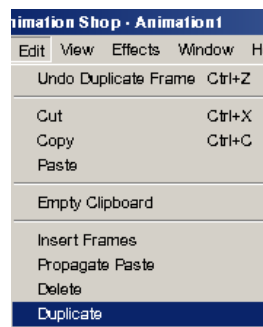 nimation Shop - Animation1
Edit View Effects Window H
Undo Duplicate Frame Ctrl+Z
Cut Ctrl+X
Copy Ctrl+C
Paste
Empty Clipboard
Insert Frames
Propagate Paste
Delete
Duplicate